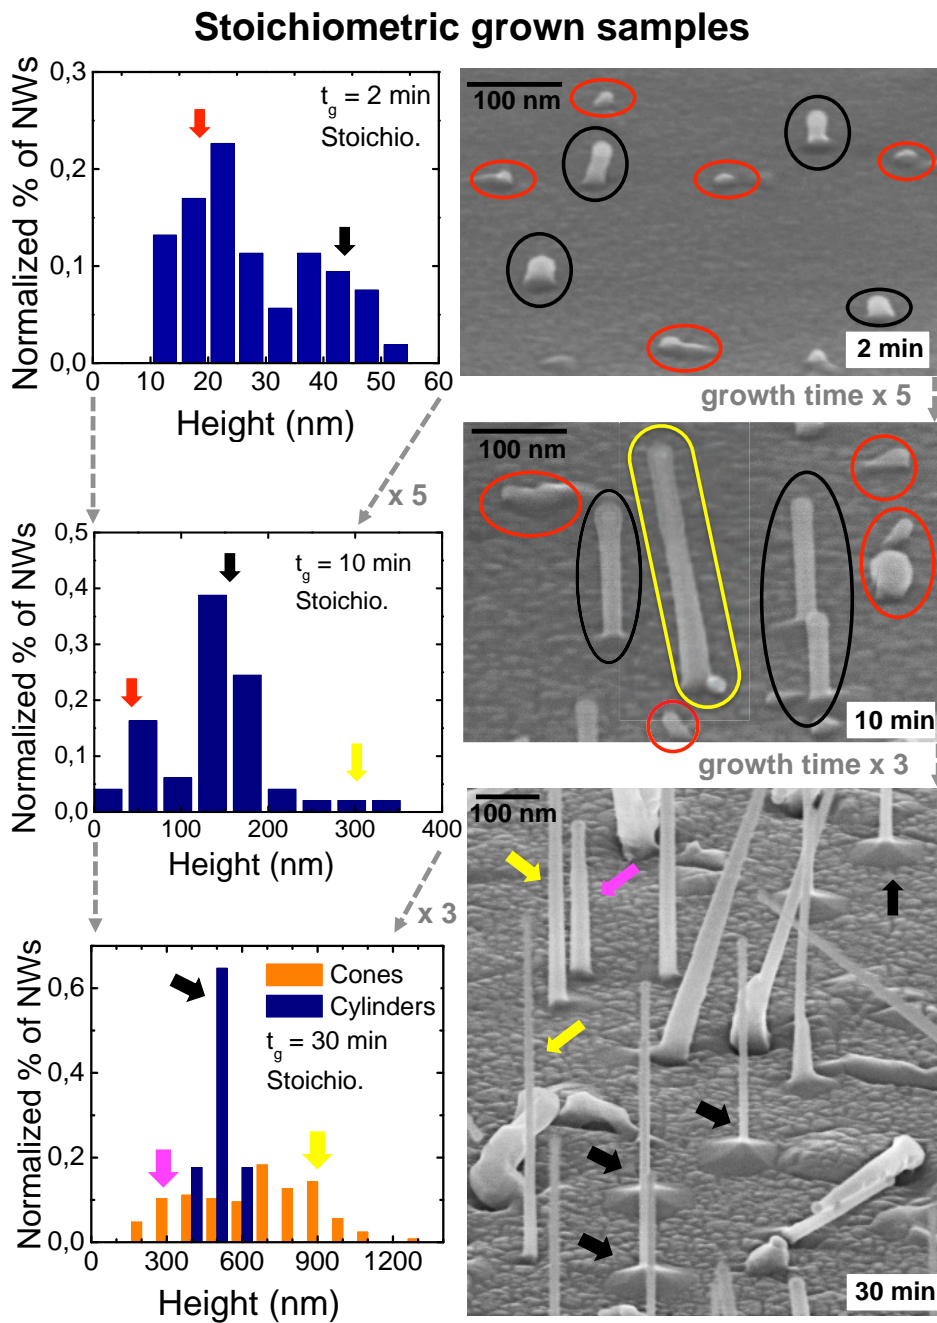 Stoichiometric grown samples
Normalized % of NWs
0,3
0,2
0,1
0,0
t_g = 2 min
Stoichio.
0 10 20 30 40 50 60
Height (nm)
100 nm
2 min
growth time x 5
x 5
Normalized % of NWs
0,5
0,4
0,3
0,2
0,1
0,0
t_g = 10 min
Stoichio.
0 100 200 300 400
Height (nm)
100 nm
10 min
growth time x 3
x 3
Normalized % of NWs
0,6
0,4
0,2
0,0
Cones
Cylinders
t_g = 30 min
Stoichio.
0 300 600 900 1200
Height (nm)
100 nm
30 min